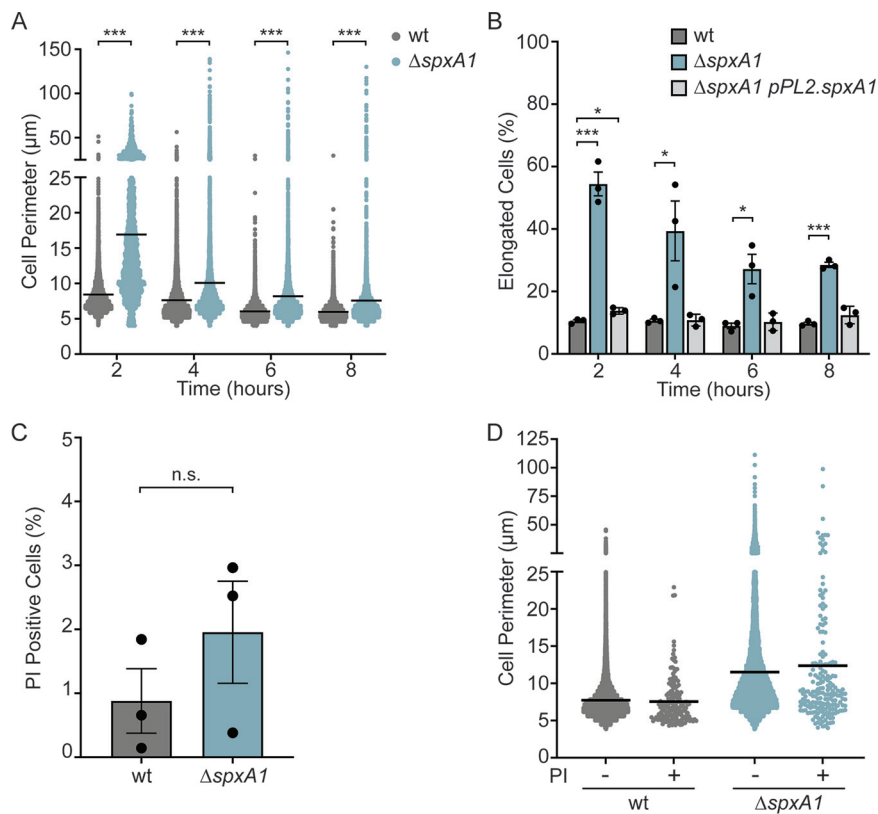 A
*** *** *** ***
wt
ΔspxA1
Cell Perimeter (μm)
150
125
100
75
50
25
20
15
10
5
0
2 4 6 8
Time (hours)
B
wt
ΔspxA1
ΔspxA1 pPL2.spxA1
Elongated Cells (%)
100
80
60
40
20
0
*
*** * * ***
2 4 6 8
Time (hours)
C
PI Positive Cells (%)
5
4
3
2
1
0
n.s.
wt ΔspxA1
D
Cell Perimeter (μm)
125
100
75
50
25
20
15
10
5
0
PI - + - +
wt ΔspxA1